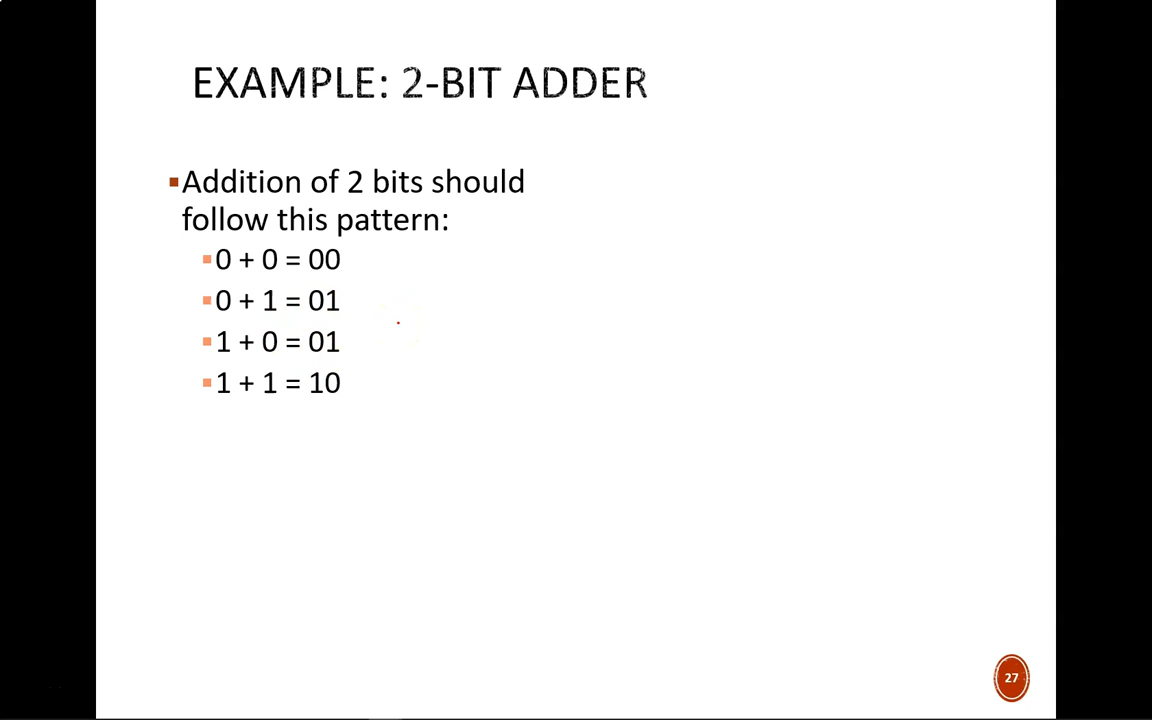 EXAMPLE: 2-BIT ADDER
▪Addition of 2 bits should
follow this pattern:
▪0 + 0 = 00
▪0 + 1 = 01
▪1 + 0 = 01
▪1 + 1 = 10
27